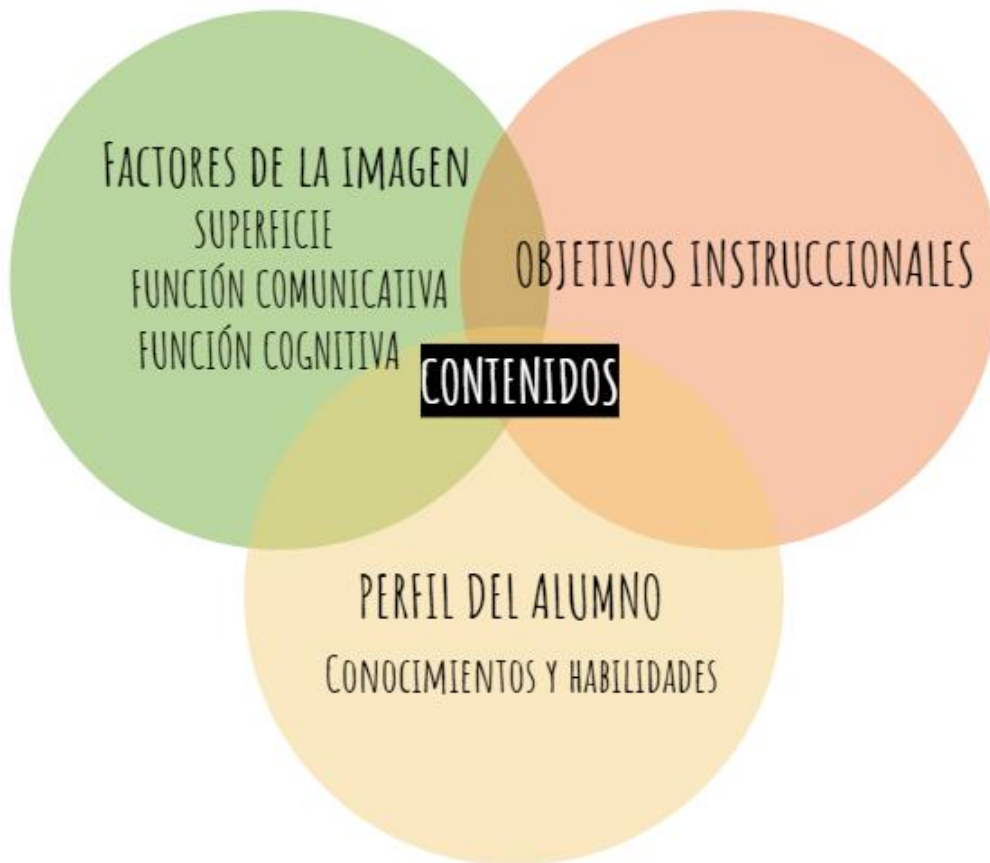 FACTORES DE LA IMAGEN
SUPERFICIE
FUNCIÓN COMUNICATIVA
FUNCIÓN COGNITIVA
OBJETIVOS INSTRUCCIONALES
CONTENIDOS
PERFIL DEL ALUMNO
CONOCIMIENTOS Y HABILIDADES